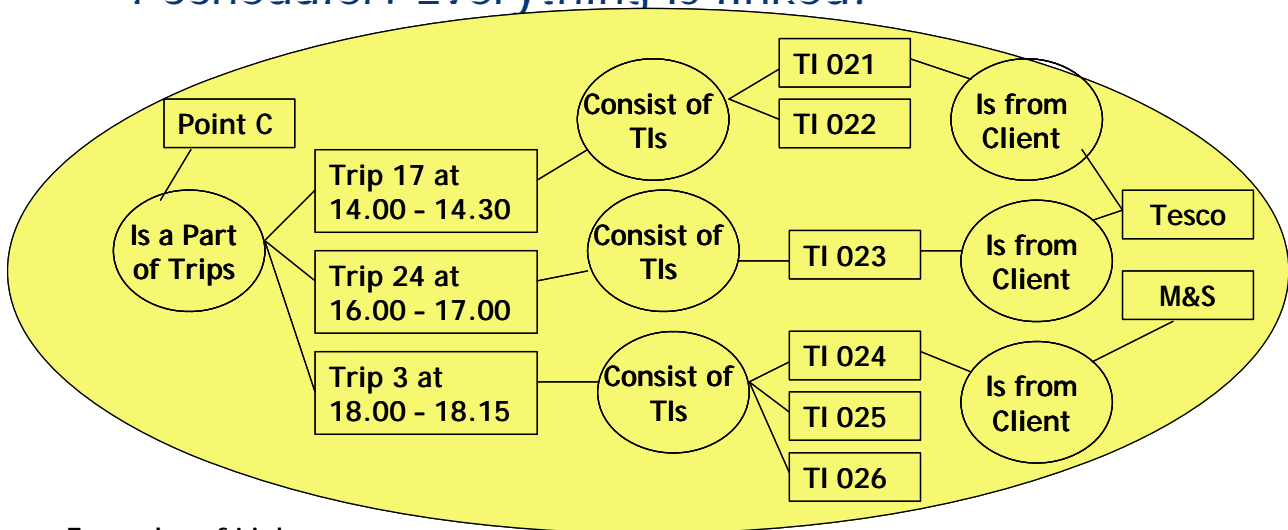 Everything is linked!
Point C
Is a Part
of Trips
Trip 17 at
14.00 - 14.30
Trip 24 at
16.00 - 17.00
Trip 3 at
18.00 - 18.15
Consist of
TIs
Consist of
TIs
Consist of
TIs
TI 021
TI 022
TI 023
TI 024
TI 025
TI 026
Is from
Client
Is from
Client
Is from
Client
Tesco
M&S